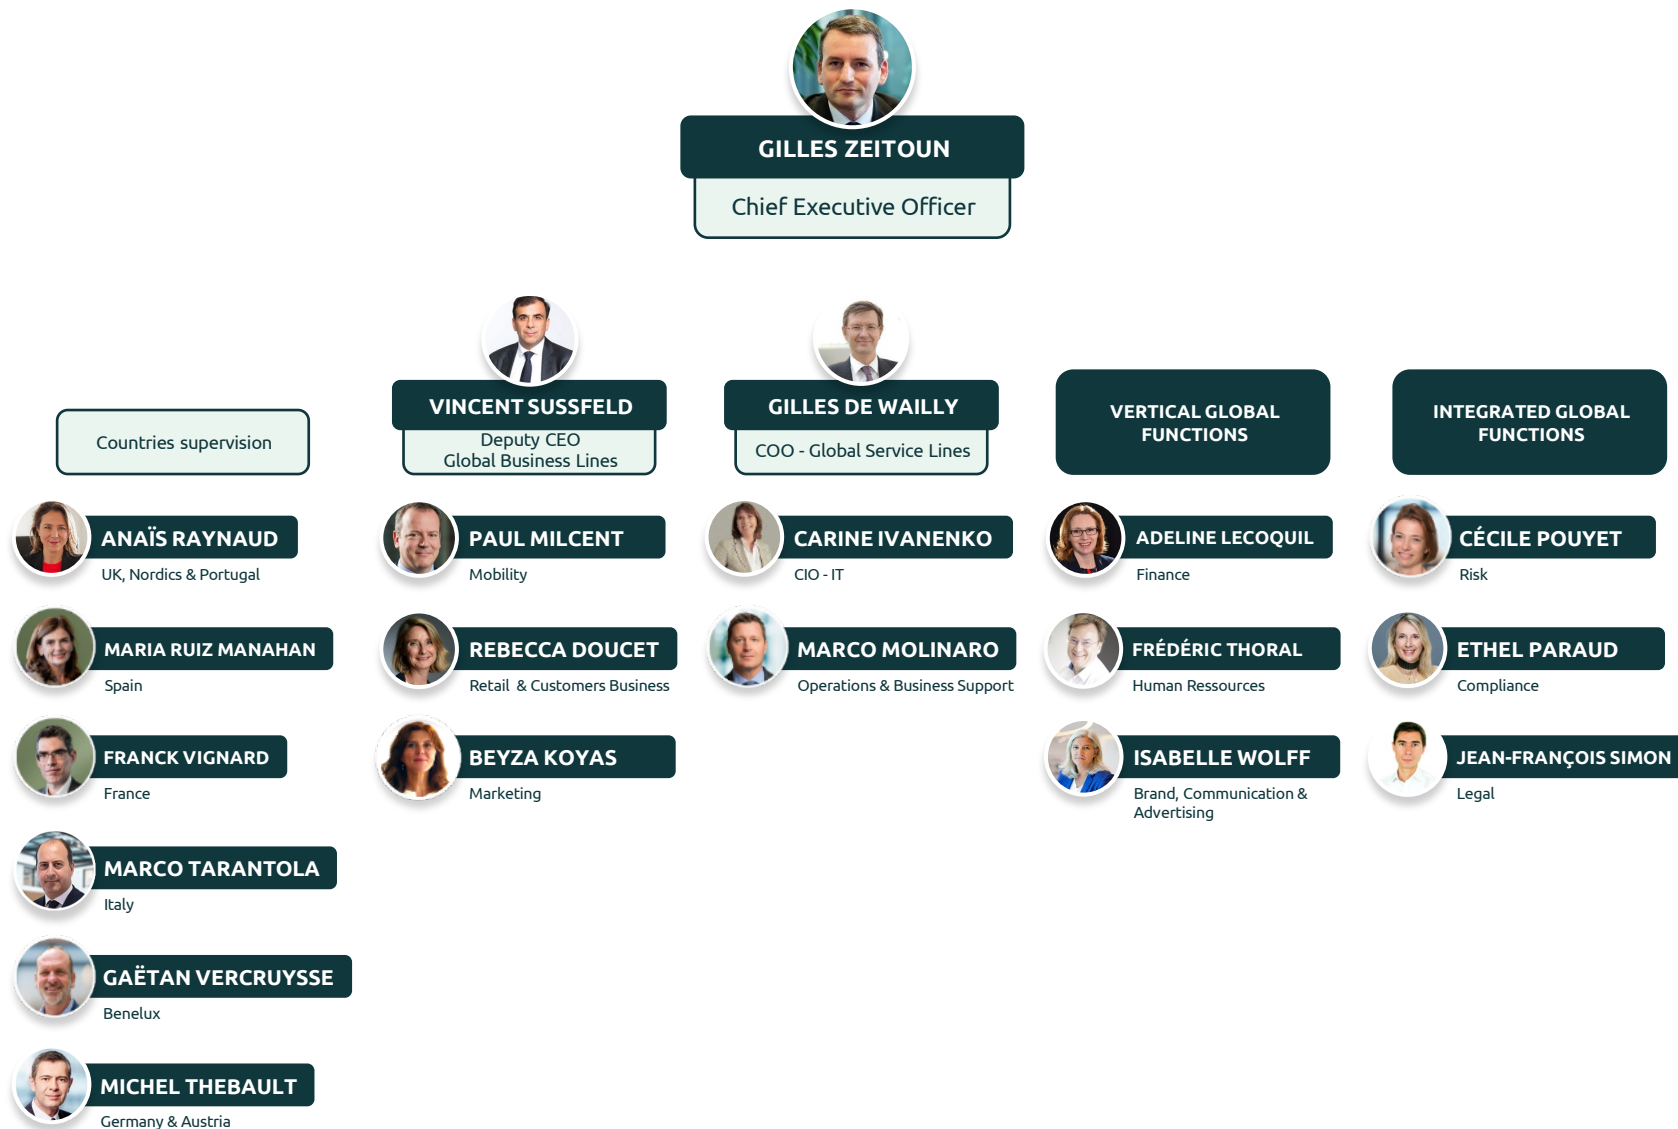 GILLES ZEITOUN
Chief Executive Officer
Countries supervision
ANAÏS RAYNAUD
UK, Nordics & Portugal
MARIA RUIZ MANAHAN
Spain
FRANCK VIGNARD
France
MARCO TARANTOLA
Italy
GAËTAN VERCRUYSSE
Benelux
MICHEL THEBAULT
Germany & Austria
VINCENT SUSSFELD
Deputy CEO
Global Business Lines
PAUL MILCENT
Mobility
REBECCA DOUCET
Retail & Customers Business
BEYZA KOYAS
Marketing
GILLES DE WAILLY
COO - Global Service Lines
CARINE IVANENKO
CIO - IT
MARCO MOLINARO
Operations & Business Support
VERTICAL GLOBAL
FUNCTIONS
ADELINE LECOQUIL
Finance
FRÉDÉRIC THORAL
Human Ressources
ISABELLE WOLFF
Brand, Communication &
Advertising
INTEGRATED GLOBAL
FUNCTIONS
CÉCILE POUYET
Risk
ETHEL PARAUD
Compliance
JEAN-FRANÇOIS SIMON
Legal